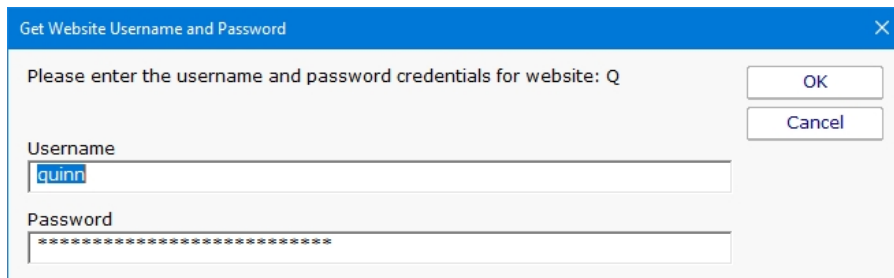 Get Website Username and Password
Please enter the username and password credentials for website: Q
OK
Cancel
Username
quinn
Password
***************************